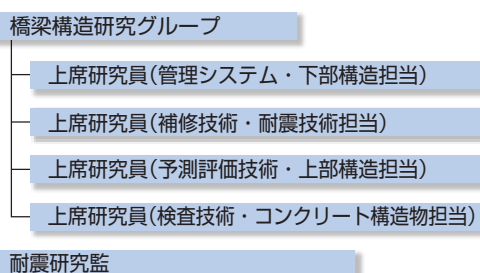 橋梁構造研究グループ
上席研究員(管理システム・下部構造担当)
上席研究員(補修技術・耐震技術担当)
上席研究員(予測評価技術・上部構造担当)
上席研究員(検査技術・コンクリート構造物担当)
耐震研究監